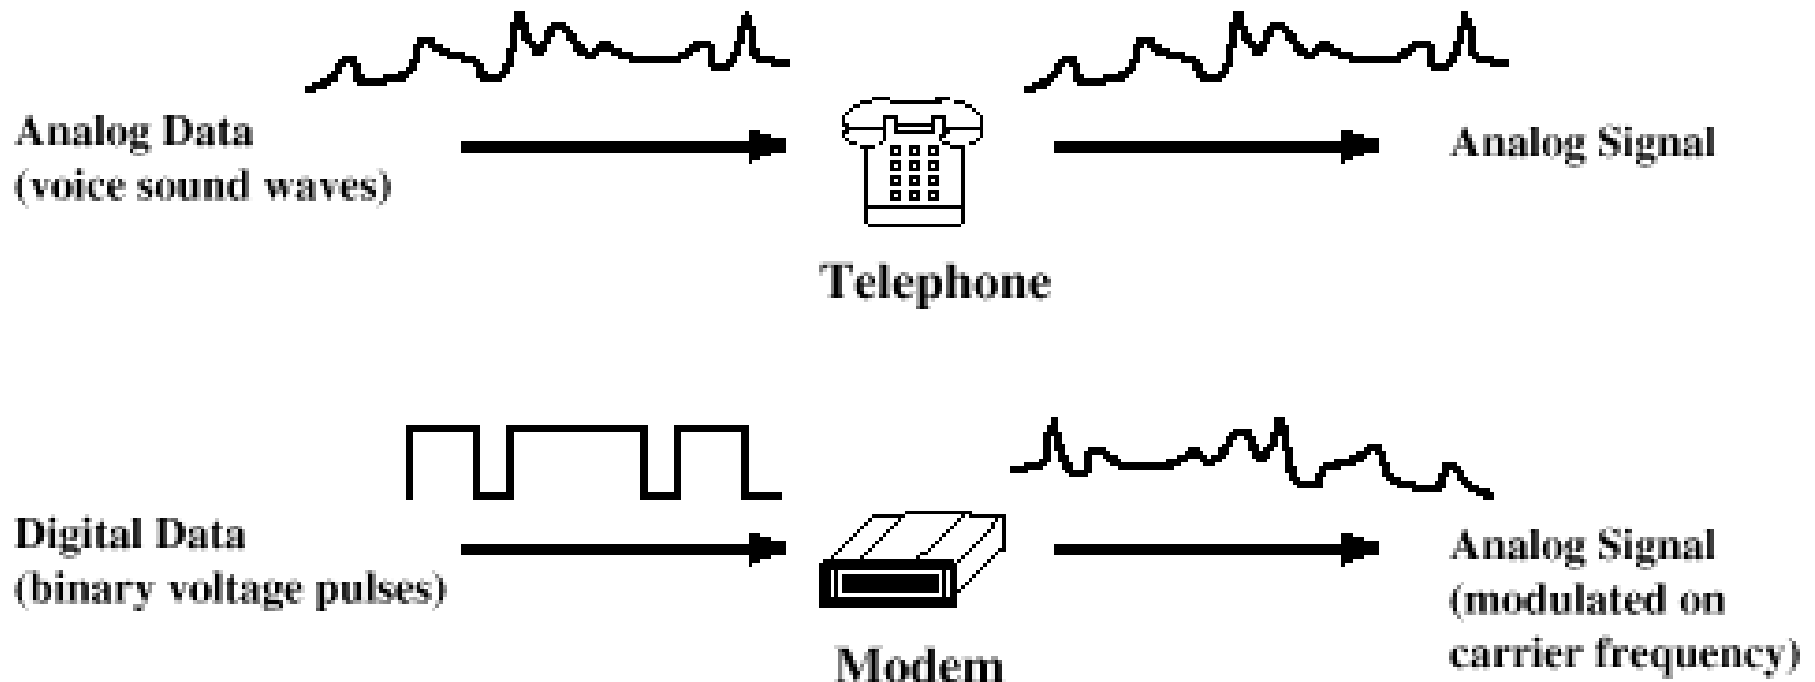 Analog Data
(voice sound waves)
Analog Signal
Telephone
Digital Data
(binary voltage pulses)
Analog Signal
(modulated on
carrier frequency)
Modem